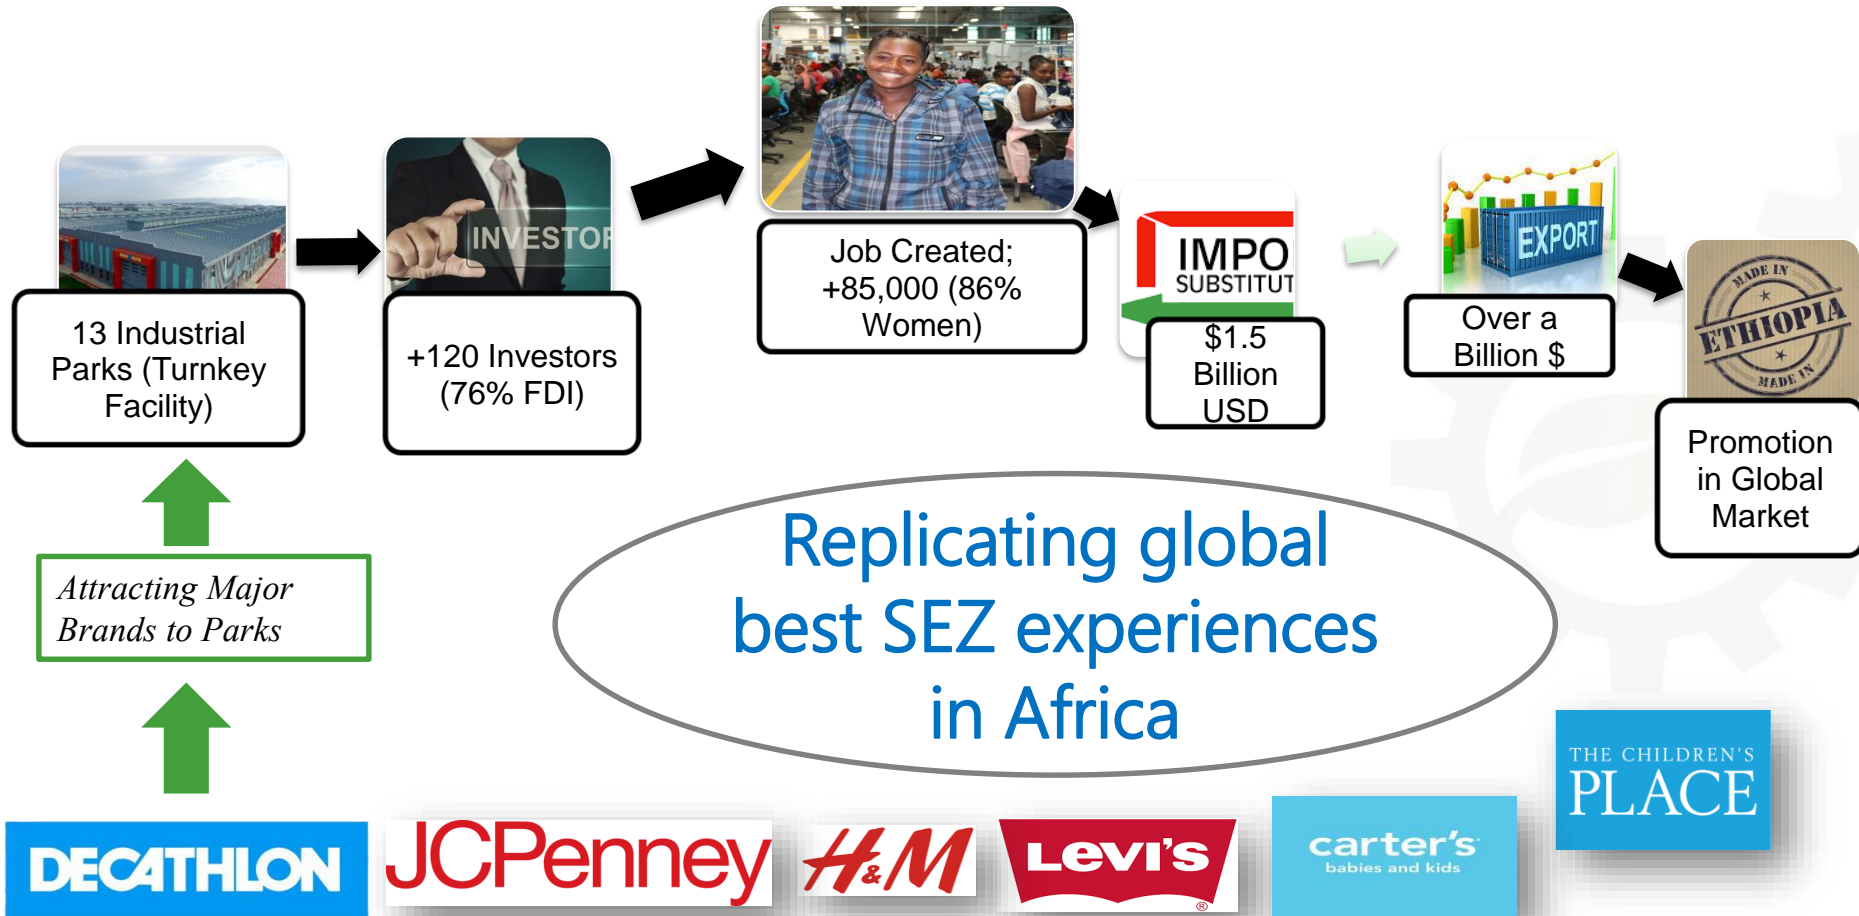 INVESTOR
IMPO
SUBSTITUT
EXPORT
MADE IN
ETHIOPIA
MADE IN
13 Industrial
Parks (Turnkey
Facility)
+120 Investors
(76% FDI)
Job Created;
+85,000 (86%
Women)
$1.5
Billion
USD
Over a
Billion $
Promotion
in Global
Market
Attracting Major
Brands to Parks
Replicating global
best SEZ experiences
in Africa
DECATHLON
JCPenney
H&M
LEVI'S
®
carter's
babies and kids
THE CHILDREN'S
PLACE